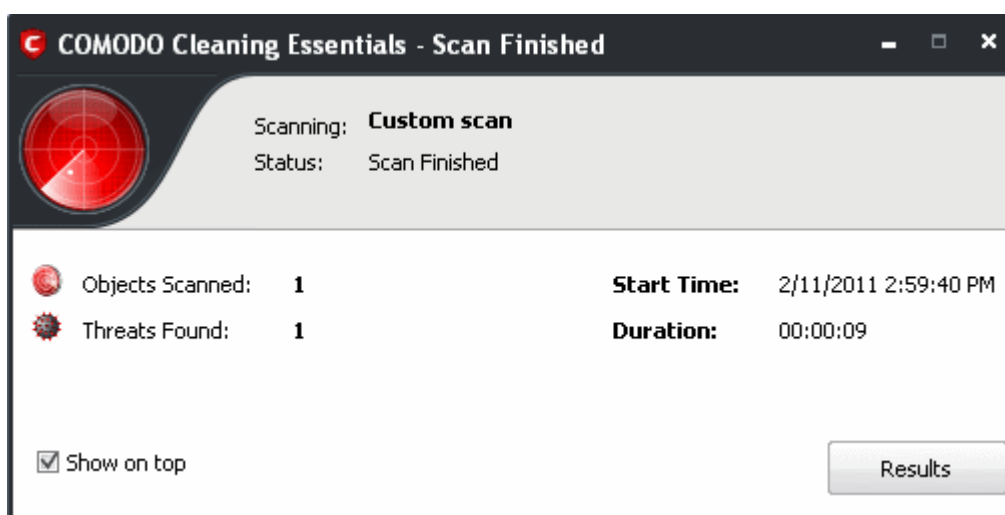 COMODO Cleaning Essentials - Scan Finished
Scanning: Custom scan
Status: Scan Finished
Objects Scanned: 1 Start Time: 2/11/2011 2:59:40 PM
Threats Found: 1 Duration: 00:00:09
Show on top
Results